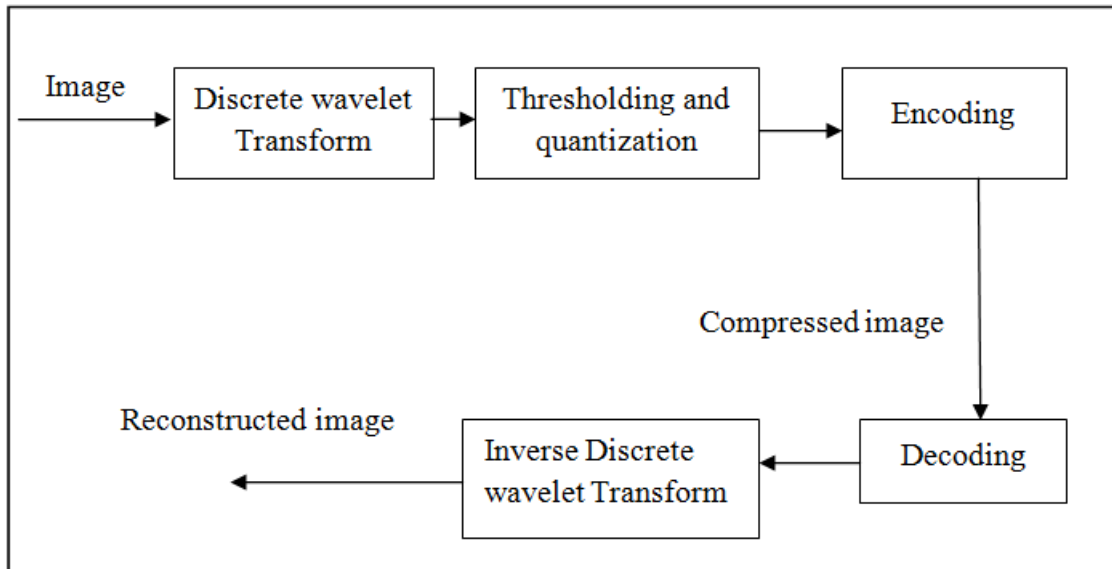 Image
Discrete wavelet
Transform
Thresholding and
quantization
Encoding
Compressed image
Decoding
Inverse Discrete
wavelet Transform
Reconstructed image